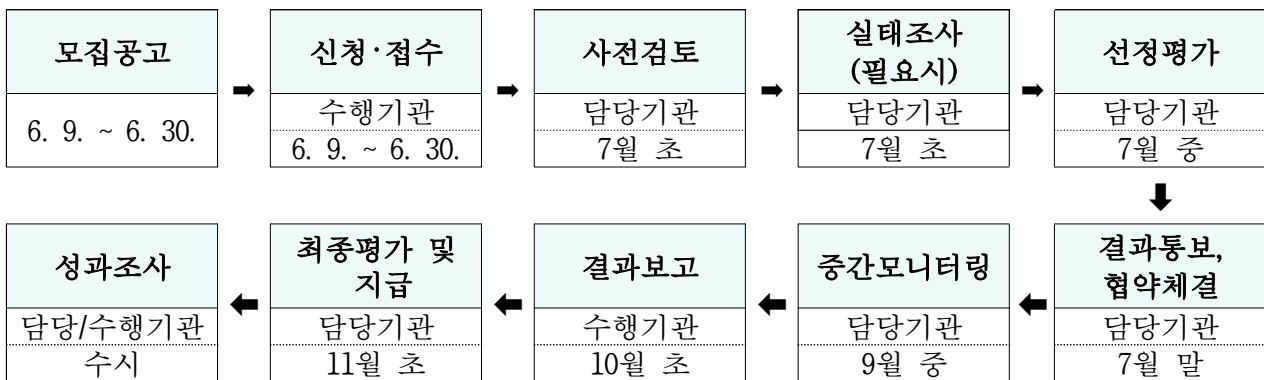 모집공고
6. 9. ~ 6. 30.
신청·접수
수행기관
6. 9. ~ 6. 30.
사전검토
담당기관
7월 초
실태조사
(필요시)
담당기관
7월 초
선정평가
담당기관
7월 중
결과통보,
협약체결
담당기관
7월 말
중간모니터링
담당기관
9월 중
결과보고
수행기관
10월 초
최종평가 및
지급
담당기관
11월 초
성과조사
담당/수행기관
수시